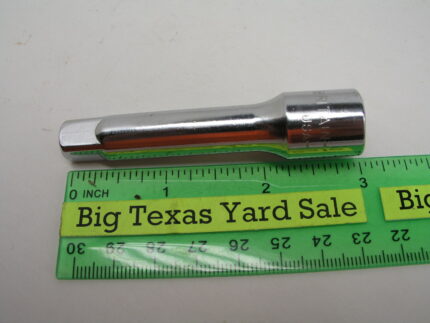 USA
0 INCH 1 2 3
Big Texas Yard Sale Big
30 29 28 27 26 25 24 23 22